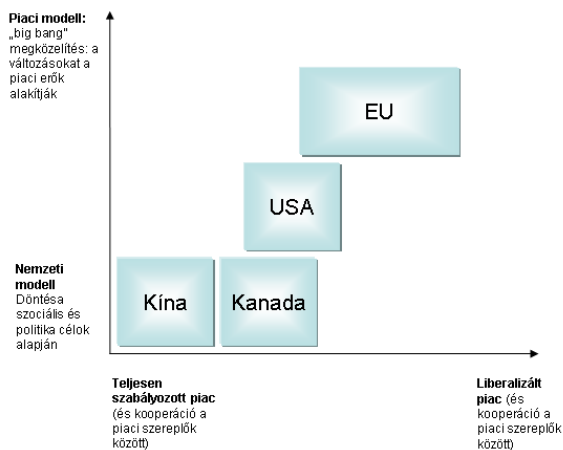 Piaci modell:
„big bang”
megközelítés: a
változásokat a
piaci erők
alakítják
EU
USA
Nemzeti
modell
Döntésa
szociális és
politika célok
alapján
Kína
Kanada
Teljesen
szabályozott piac
(és kooperáció a
piaci szereplők
között)
Liberalizált
piac (és
kooperáció a
piaci szereplők
között)